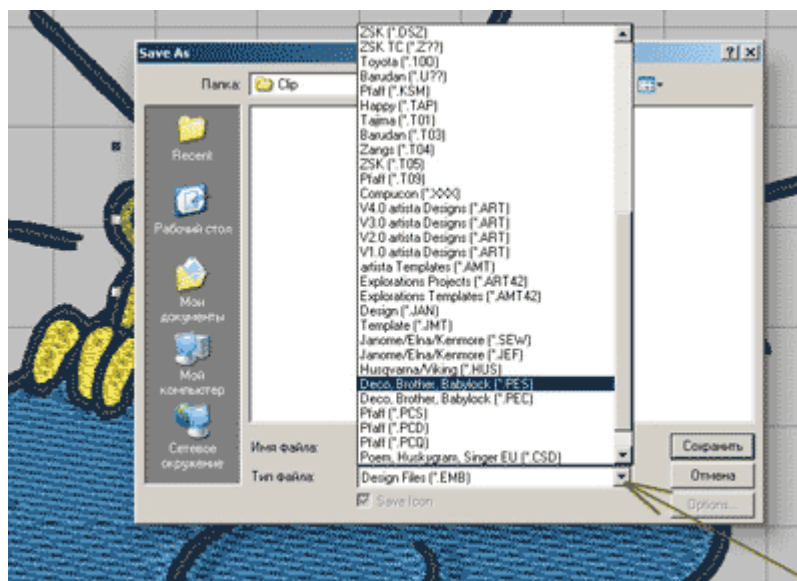 Save As
Папка:
Clip
Recent
Рабочий стол
Мои
документы
Мой
компьютер
Сетевое
окружение
ZSK (*.DSZ)
ZSK TC (*.Z??)
Toyota (*.100)
Barudan (*.U??)
Pfaff (*.KSM)
Happy (*.TAP)
Tajima (*.T01)
Barudan (*.T03)
Zangs (*.T04)
ZSK (*.T05)
Pfaff (*.T09)
Compucon (*.XXX)
V4.0 artista Designs (*.ART)
V3.0 artista Designs (*.ART)
V2.0 artista Designs (*.ART)
V1.0 artista Designs (*.ART)
artista Templates (*.AMT)
Explorations Projects (*.ART42)
Explorations Templates (*.AMT42)
Design (*.JAN)
Template (*.JMT)
Janome/Elna/Kenmore (*.SEW)
Janome/Elna/Kenmore (*.JEF)
Husqvarna/Viking (*.HUS)
Deco, Brother, Babylock (*.PES)
Deco, Brother, Babylock (*.PEC)
Pfaff (*.PCS)
Pfaff (*.PCD)
Pfaff (*.PCQ)
Poem, Huskygram, Singer EU (*.CSD)
Имя файла:
Сохранить
Тип файла:
Design Files (*.EMB)
Отмена
Save Icon
Options...